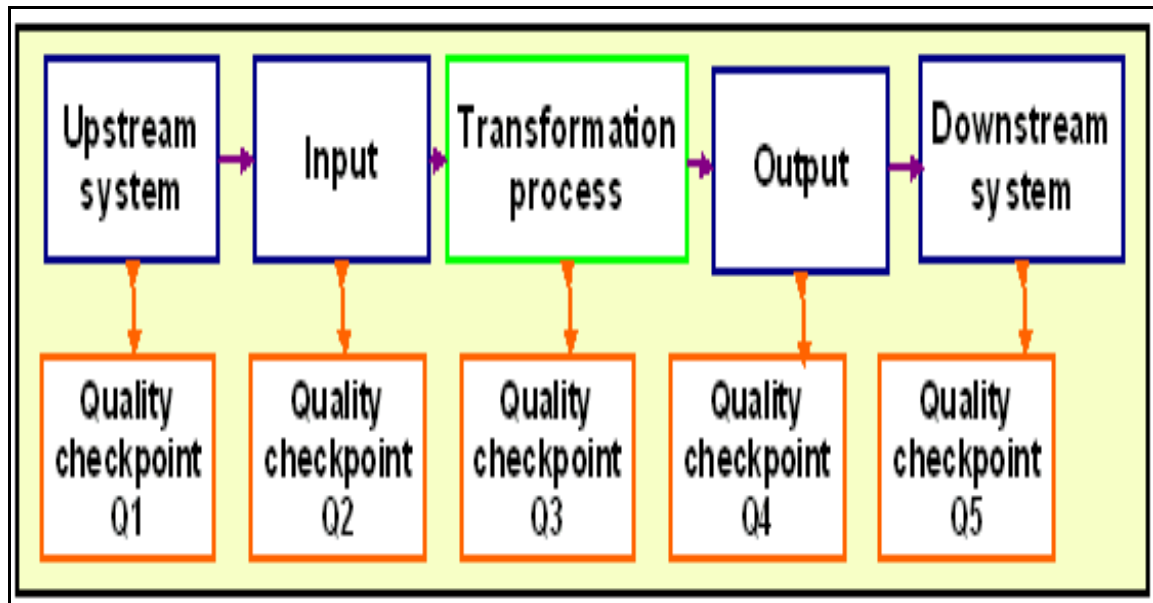 Upstream
system
Input
Transformation
process
Output
Downstream
system
Quality
checkpoint
Q1
Quality
checkpoint
Q2
Quality
checkpoint
Q3
Quality
checkpoint
Q4
Quality
checkpoint
Q5